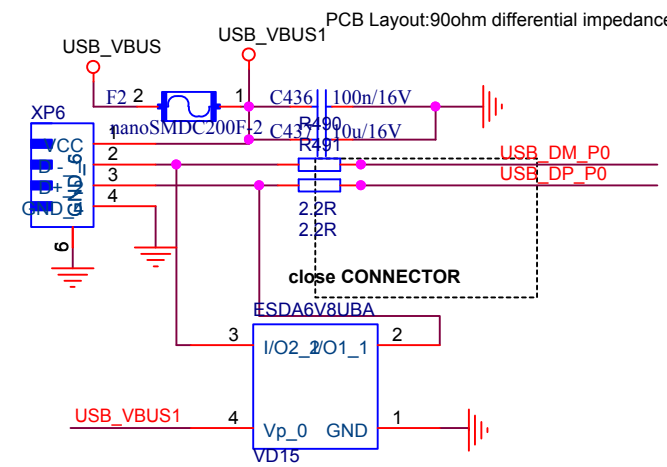 PCB Layout:90ohm differential impedance
USB_VBUS
USB_VBUS1
F2 2
1
C436
100n/16V
nanoSMDC200F-2
C437
10u/16V
R490
R491
XP6
VCC
1
D-
2
D+
3
GND_4
4
GND_6
6
USB_DM_P0
USB_DP_P0
2.2R
2.2R
close CONNECTOR
ESDA6V8UBA
3
I/O2_2
I/O1_1
2
USB_VBUS1
4
Vp_0
GND
1
VD15